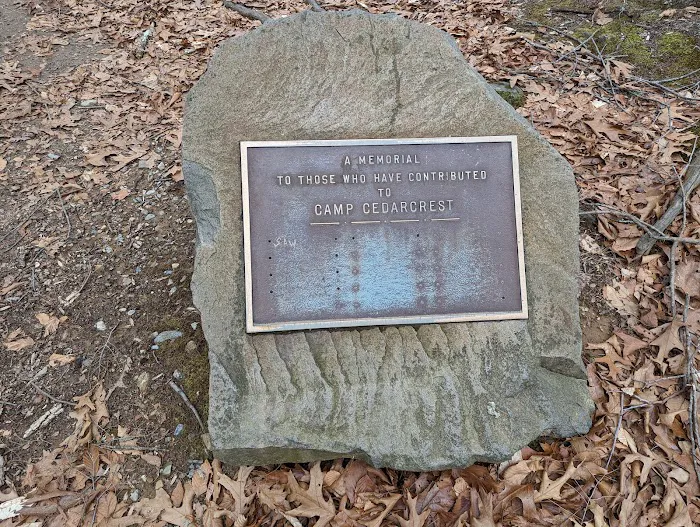 A MEMORIAL
TO THOSE WHO HAVE CONTRIBUTED
TO
CAMP CEDARCREST